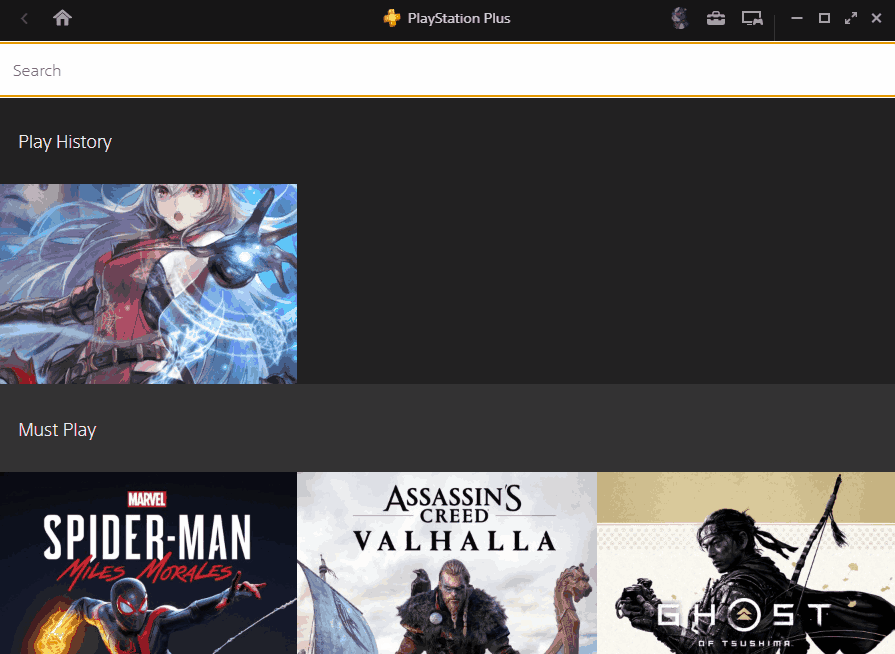 PlayStation Plus
Search
Play History
Must Play
MARVEL
SPIDER-MAN
MILES MORALES
ASSASSIN'S
CREED
VALHALLA
GHOST
OF TSUSHIMA